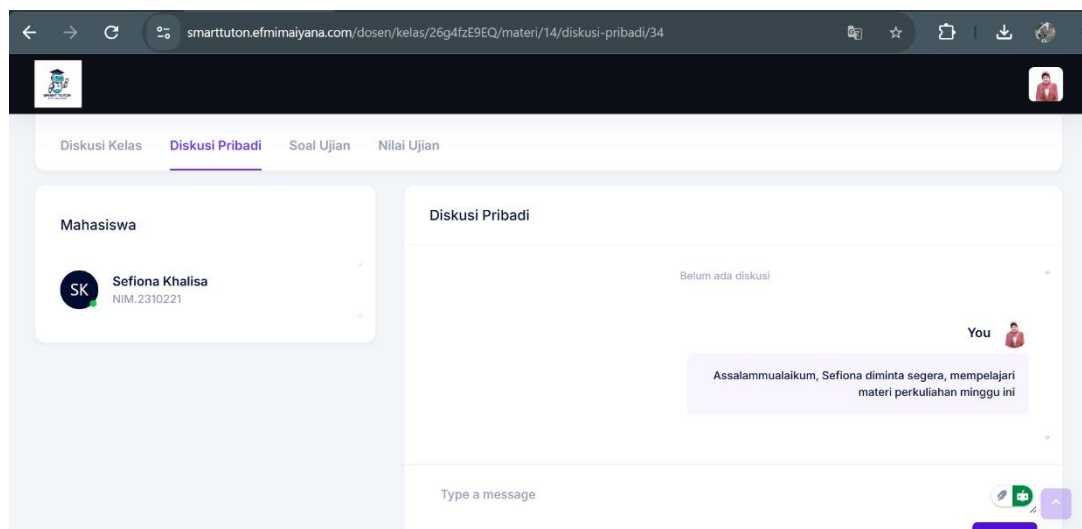 smarttuton.efmimaiyana.com/dosen/kelas/26g4fzE9EQ/materi/14/diskusi-pribadi/34
Diskusi Kelas
Diskusi Pribadi
Soal Ujian
Nilai Ujian
Mahasiswa
SK
Sefiona Khalisa
NIM.2310221
Diskusi Pribadi
Belum ada diskusi
You
Assalammualaikum, Sefiona diminta segera, mempelajari
materi perkuliahan minggu ini
Type a message